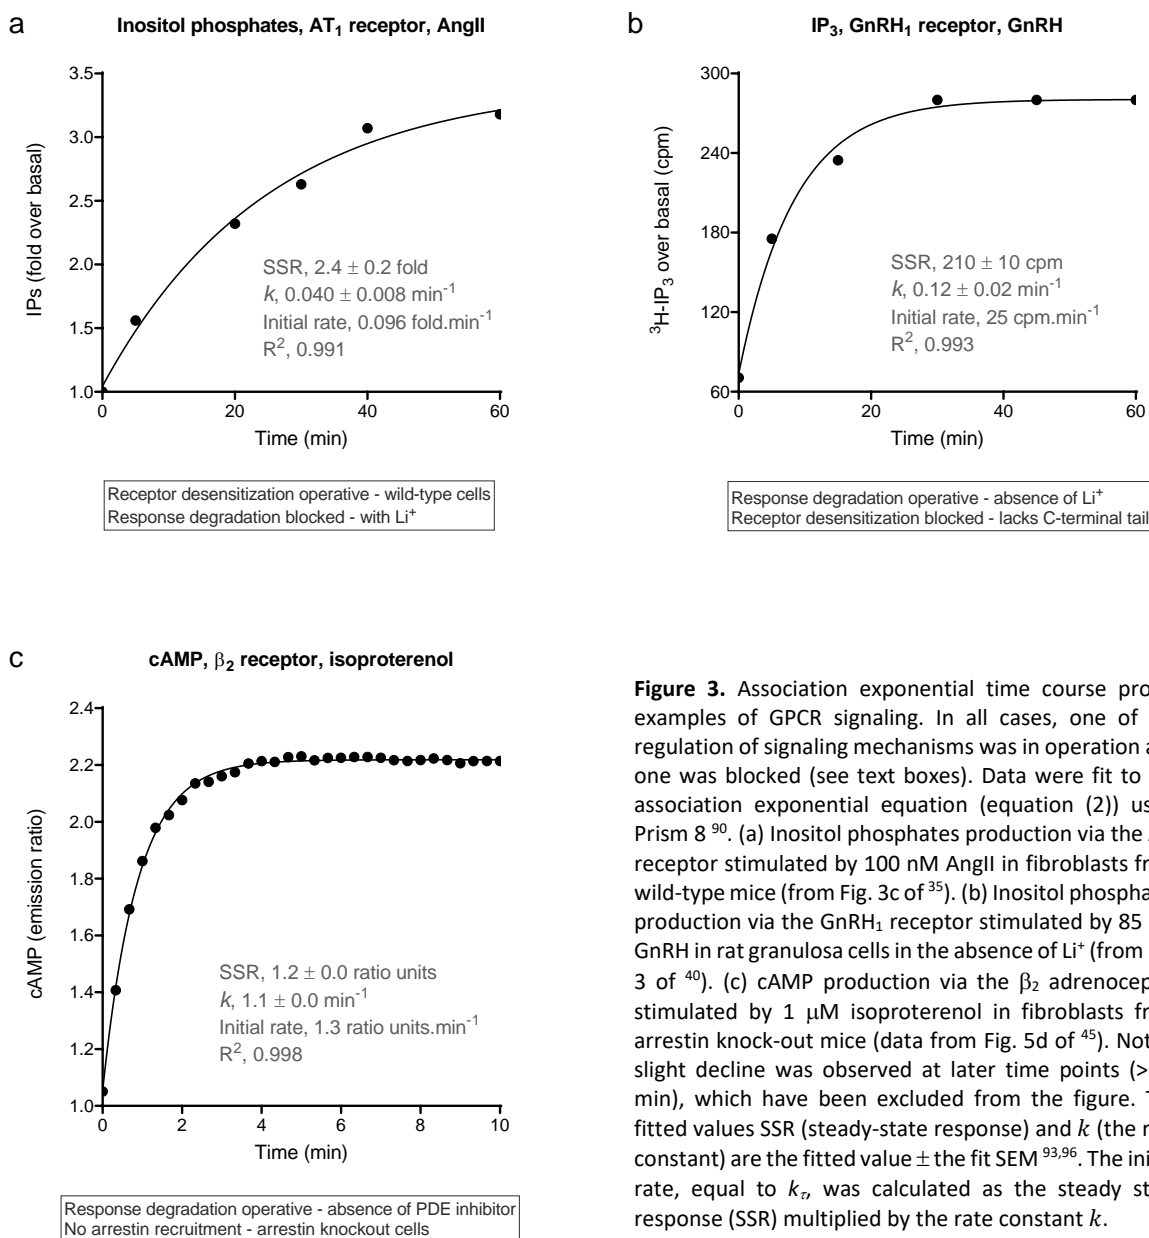 a
Inositol phosphates, AT1 receptor, AngII
3.5
3.0
2.5
2.0
1.5
1.0
IPs (fold over basal)
SSR, 2.4 ± 0.2 fold
k, 0.040 ± 0.008 min-1
Initial rate, 0.096 fold.min-1
R2, 0.991
0 20 40 60
Time (min)
Receptor desensitization operative - wild-type cells
Response degradation blocked - with Li+
b
IP3, GnRH1 receptor, GnRH
300
240
180
120
60
3H-IP3 over basal (cpm)
SSR, 210 ± 10 cpm
k, 0.12 ± 0.02 min-1
Initial rate, 25 cpm.min-1
R2, 0.993
0 20 40 60
Time (min)
Response degradation operative - absence of Li+
Receptor desensitization blocked - lacks C-terminal tail
c
cAMP, β2 receptor, isoproterenol
2.4
2.2
2.0
1.8
1.6
1.4
1.2
1.0
cAMP (emission ratio)
SSR, 1.2 ± 0.0 ratio units
k, 1.1 ± 0.0 min-1
Initial rate, 1.3 ratio units.min-1
R2, 0.998
0 2 4 6 8 10
Time (min)
Response degradation operative - absence of PDE inhibitor
No arrestin recruitment - arrestin knockout cells
Figure 3. Association exponential time course pro
examples of GPCR signaling. In all cases, one of
regulation of signaling mechanisms was in operation a
one was blocked (see text boxes). Data were fit to
association exponential equation (equation (2)) us
Prism 8 90. (a) Inositol phosphates production via the
receptor stimulated by 100 nM AngII in fibroblasts fr
wild-type mice (from Fig. 3c of 35). (b) Inositol phospha
production via the GnRH1 receptor stimulated by 85
GnRH in rat granulosa cells in the absence of Li+ (from
3 of 40). (c) cAMP production via the β2 adrenocep
stimulated by 1 μM isoproterenol in fibroblasts fr
arrestin knock-out mice (data from Fig. 5d of 45). Not
slight decline was observed at later time points (>
min), which have been excluded from the figure. T
fitted values SSR (steady-state response) and k (the r
constant) are the fitted value ± the fit SEM 93,96. The ini
rate, equal to kτ, was calculated as the steady st
response (SSR) multiplied by the rate constant k.